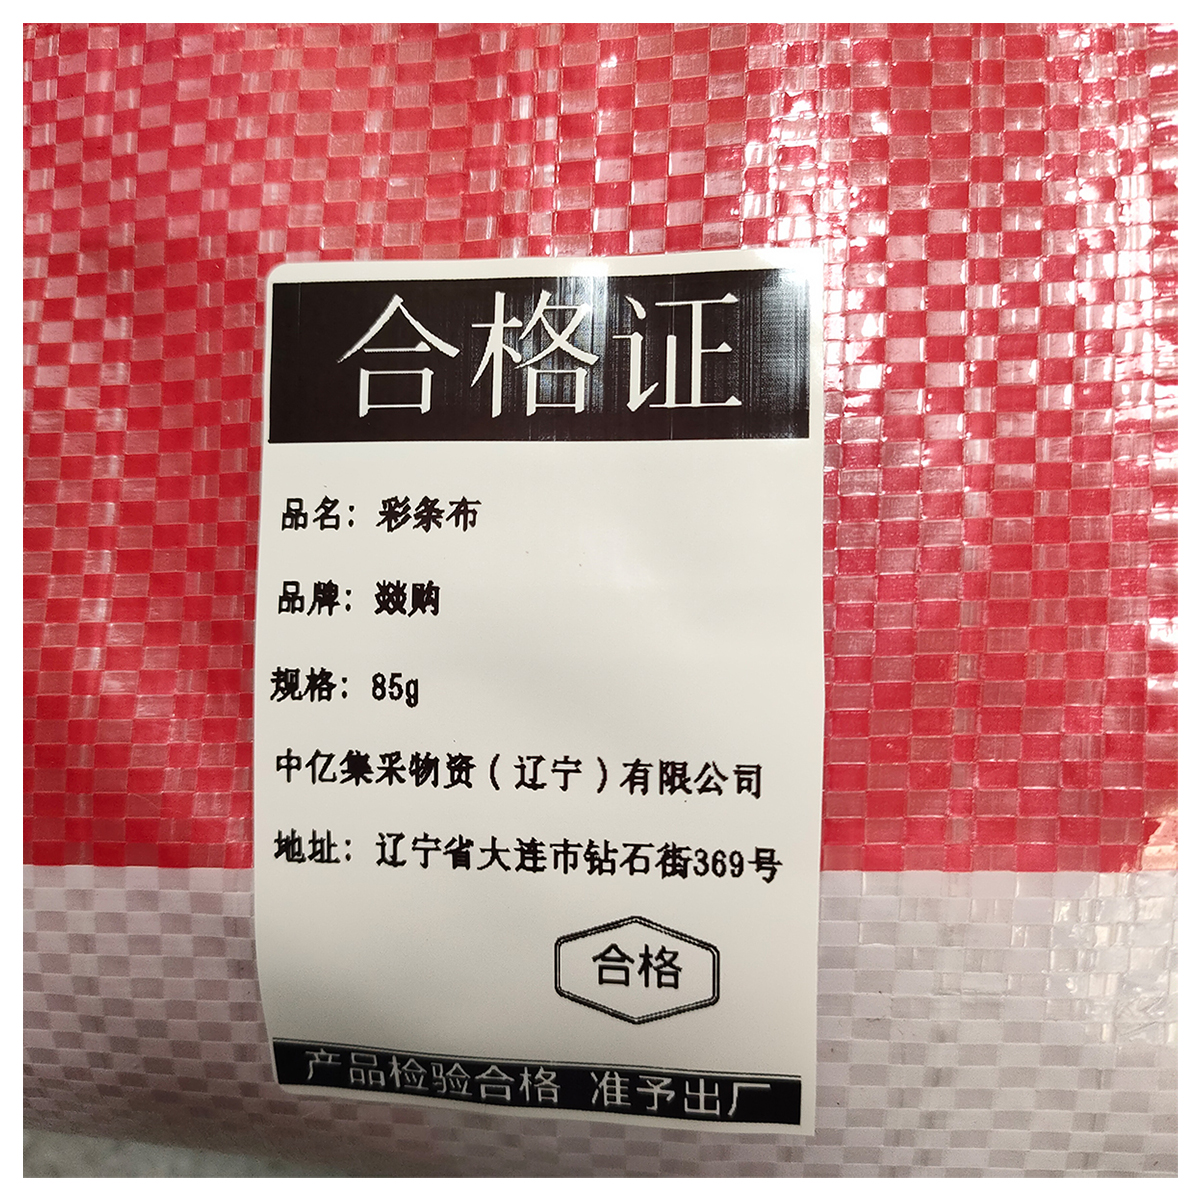 合格证
品名：彩条布
品牌：燚购
规格：85g
中亿集采物资（辽宁）有限公司
地址：辽宁省大连市钻石街369号
合格
产品检验合格 准予出厂